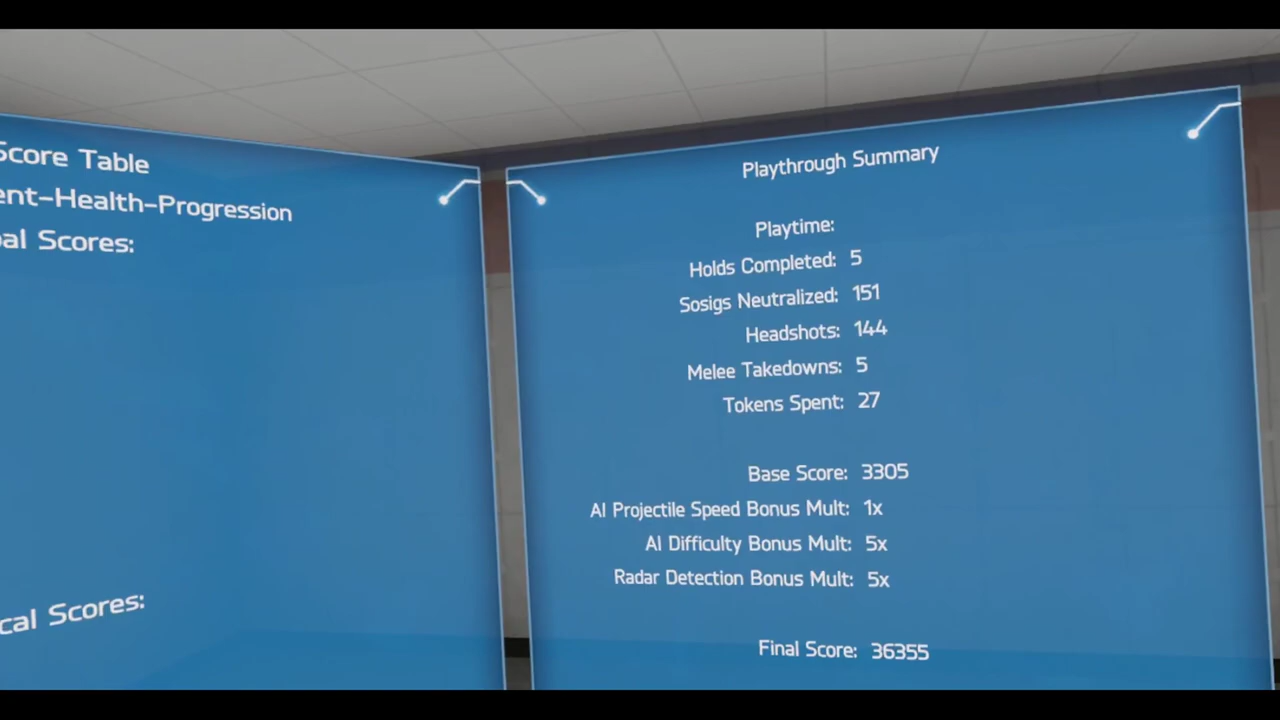 Score Table
ent-Health-Progression
al Scores:
cal Scores:
Playthrough Summary
Playtime:
Holds Completed: 5
Sosigs Neutralized: 151
Headshots: 144
Melee Takedowns: 5
Tokens Spent: 27
Base Score: 3305
AI Projectile Speed Bonus Mult: 1x
AI Difficulty Bonus Mult: 5x
Radar Detection Bonus Mult: 5x
Final Score: 36355